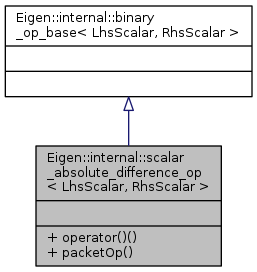 Eigen::internal::binary
_op_base< LhsScalar, RhsScalar >
Eigen::internal::scalar
_absolute_difference_op
< LhsScalar, RhsScalar >
+ operator()()
+ packetOp()